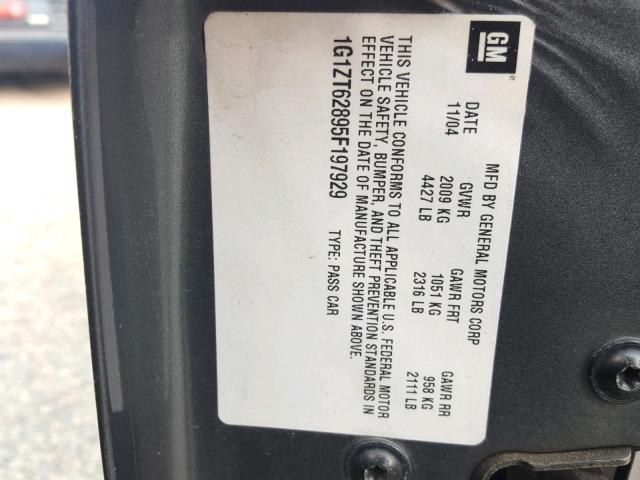 GM
MFD BY GENERAL MOTORS CORP
DATE GVWR GAWR FRT GAWR RR
11/04 2009 KG 1051 KG 958 KG
4427 LB 2316 LB 2111 LB
THIS VEHICLE CONFORMS TO ALL APPLICABLE U.S. FEDERAL MOTOR
VEHICLE SAFETY, BUMPER, AND THEFT PREVENTION STANDARDS IN
EFFECT ON THE DATE OF MANUFACTURE SHOWN ABOVE.
1G1ZT62895F197929 TYPE: PASS CAR